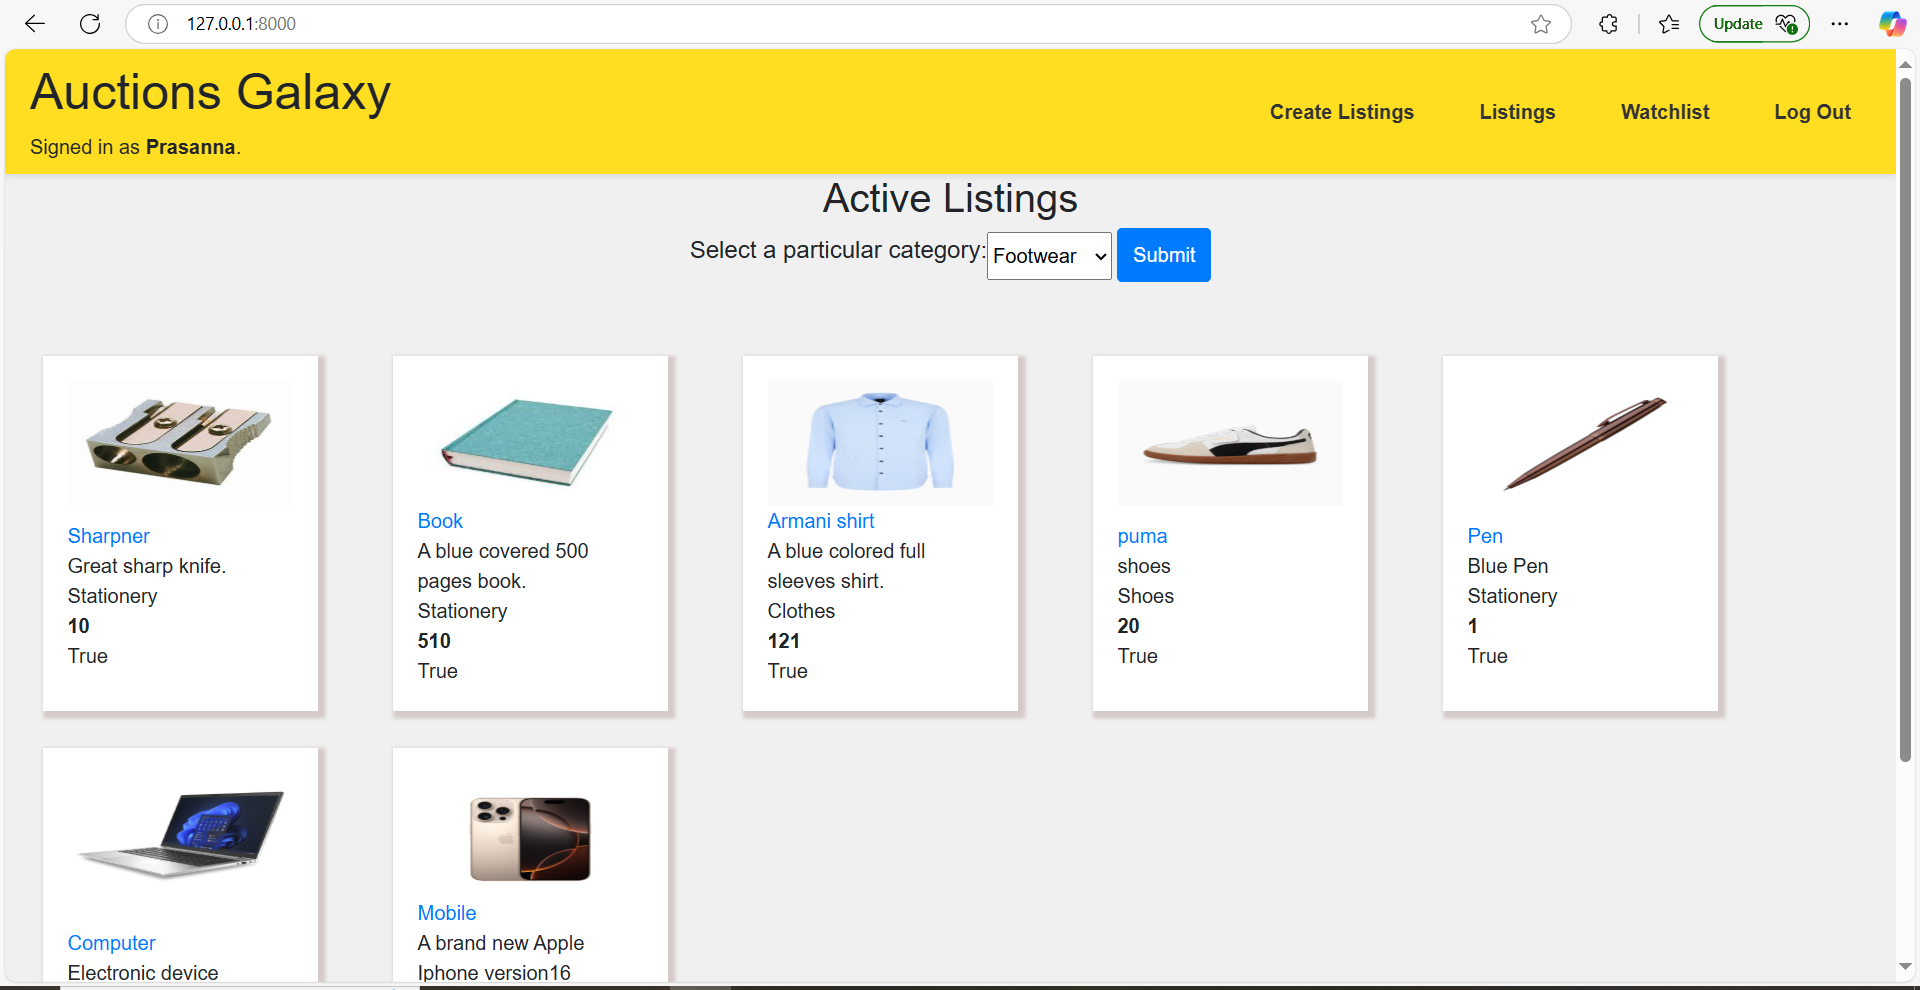 127.0.0.1:8000
Update
Auctions Galaxy
Signed in as Prasanna.
Create Listings
Listings
Watchlist
Log Out
Active Listings
Select a particular category:
Footwear
Submit
Sharpner
Great sharp knife.
Stationery
10
True
Book
A blue covered 500
pages book.
Stationery
510
True
Armani shirt
A blue colored full
sleeves shirt.
Clothes
121
True
puma
shoes
Shoes
20
True
Pen
Blue Pen
Stationery
1
True
Computer
Electronic device
Mobile
A brand new Apple
Iphone version16